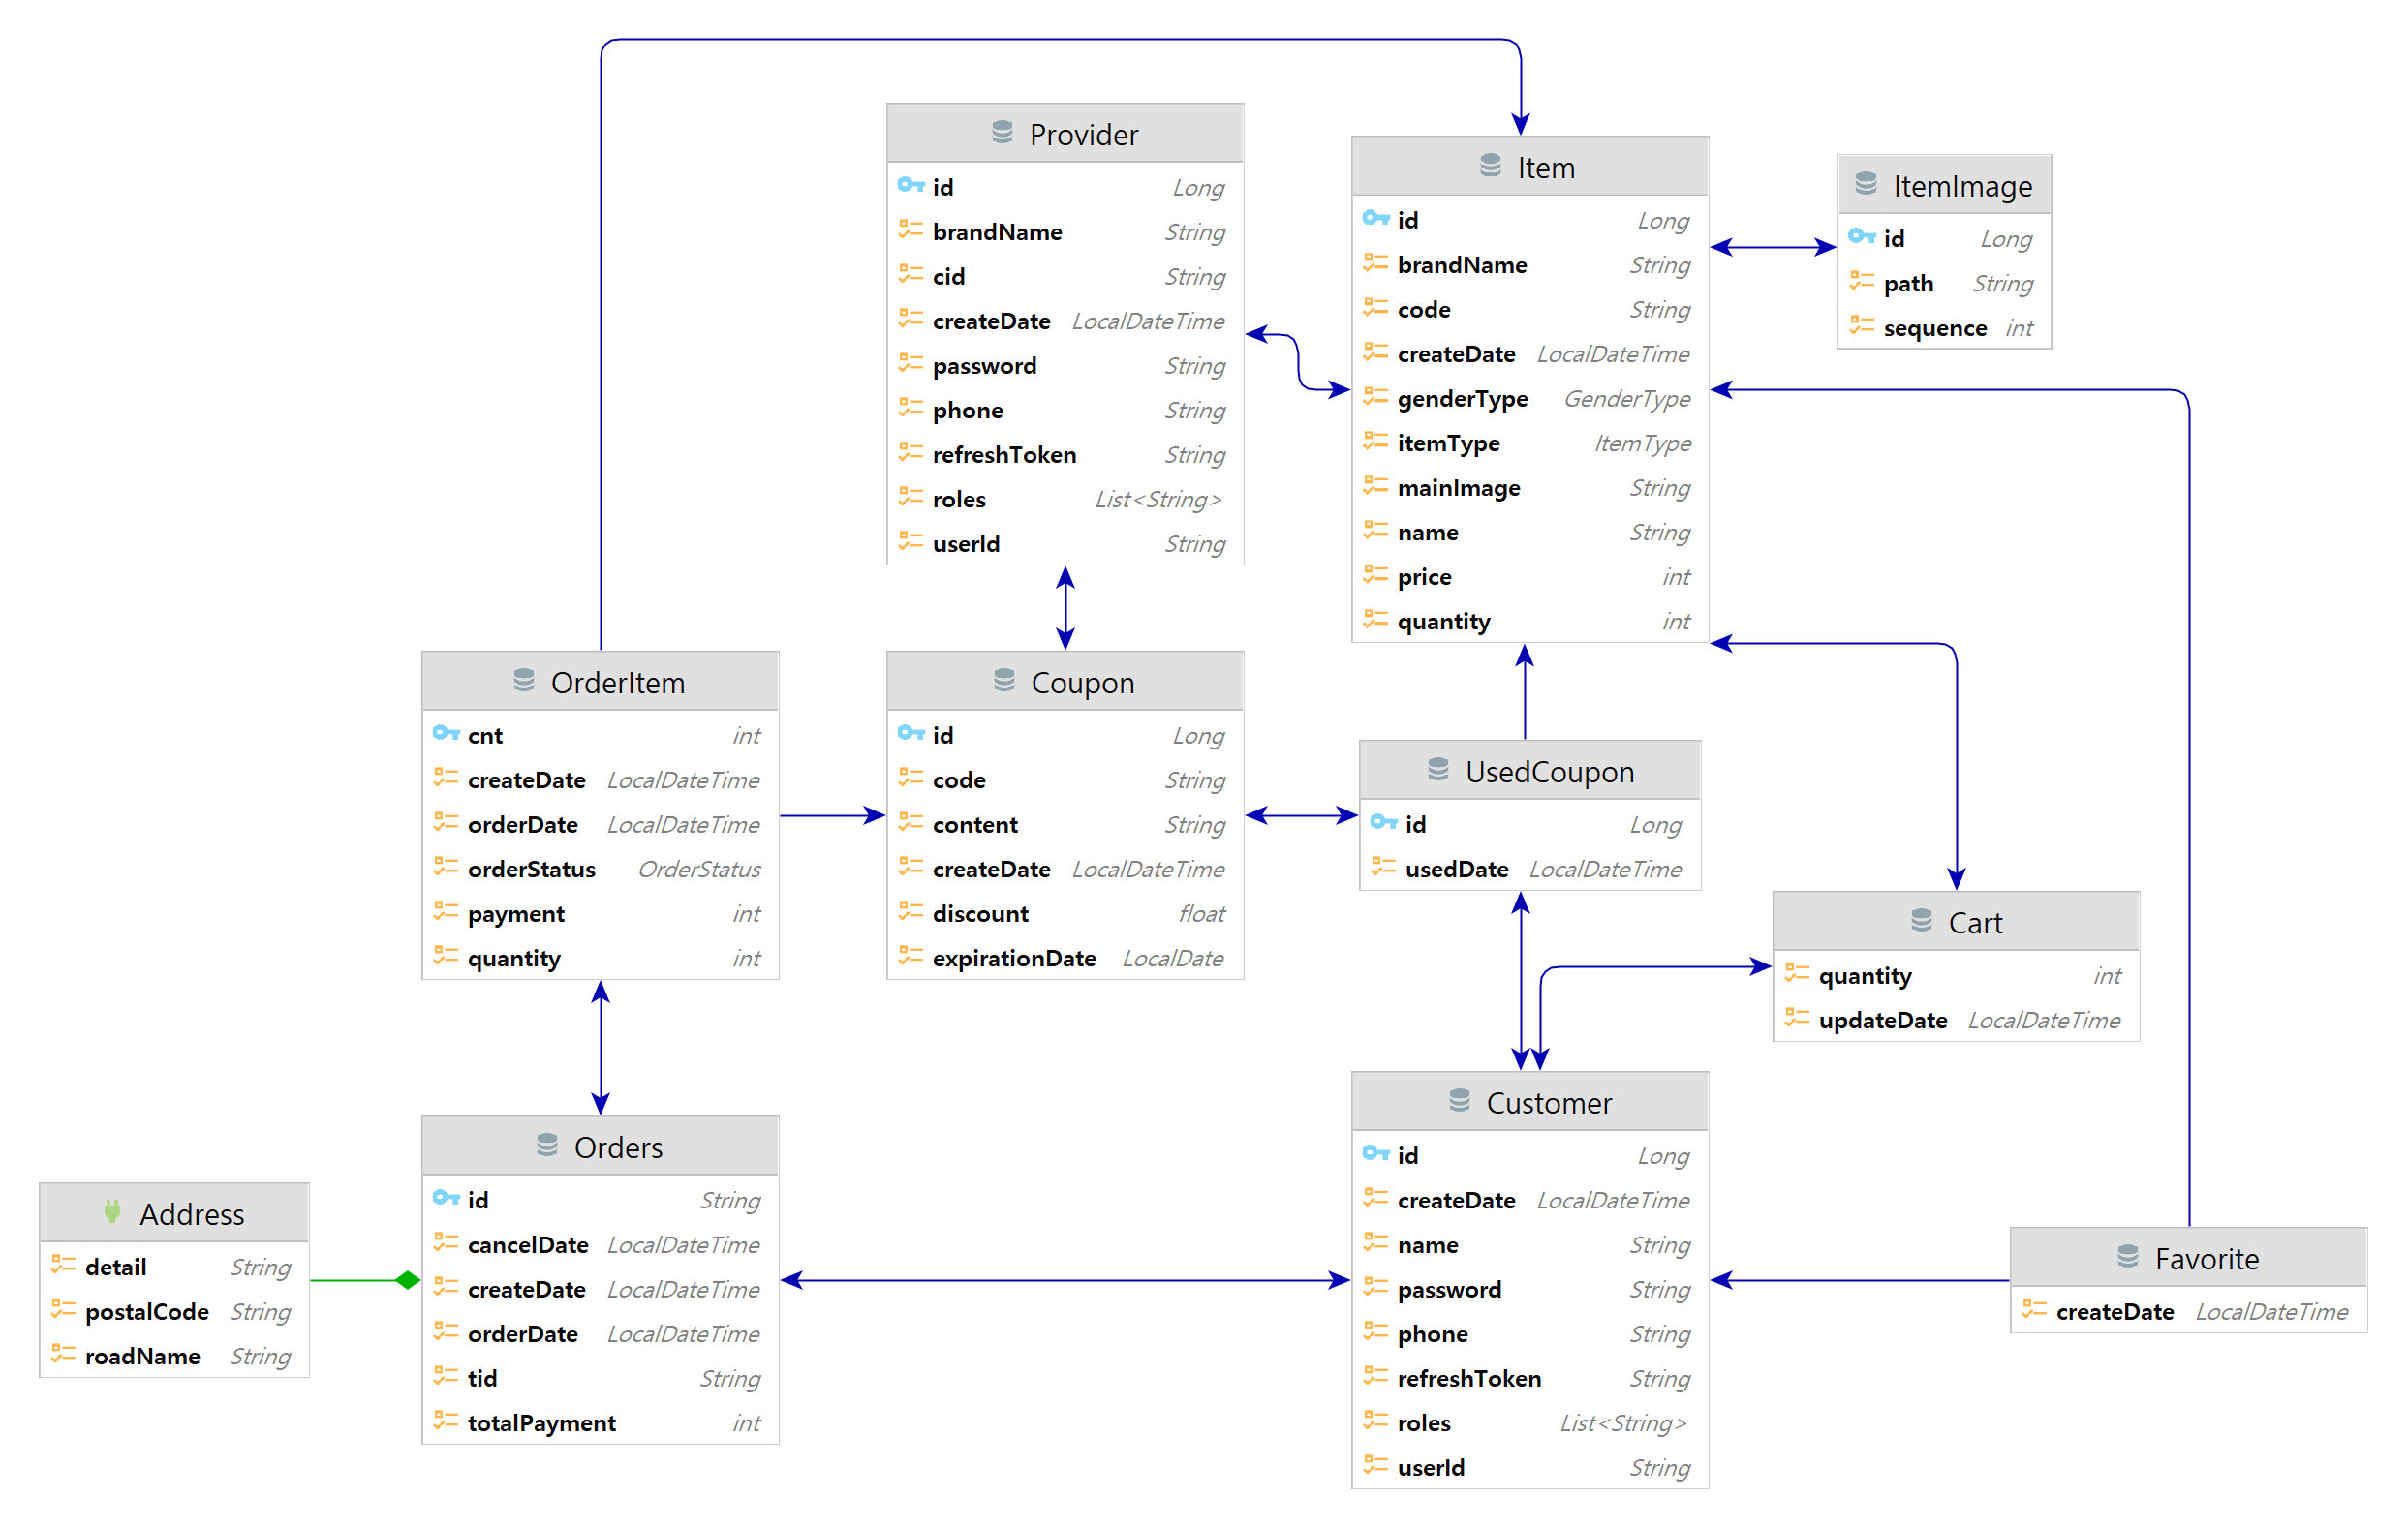 Provider
id Long
brandName String
cid String
createDate LocalDateTime
password String
phone String
refreshToken String
roles List<String>
userId String
Item
id Long
brandName String
code String
createDate LocalDateTime
genderType GenderType
itemType ItemType
mainImage String
name String
price int
quantity int
ItemImage
id Long
path String
sequence int
OrderItem
cnt int
createDate LocalDateTime
orderDate LocalDateTime
orderStatus OrderStatus
payment int
quantity int
Coupon
id Long
code String
content String
createDate LocalDateTime
discount float
expirationDate LocalDate
UsedCoupon
id Long
usedDate LocalDateTime
Cart
quantity int
updateDate LocalDateTime
Address
detail String
postalCode String
roadName String
Orders
id String
cancelDate LocalDateTime
createDate LocalDateTime
orderDate LocalDateTime
tid String
totalPayment int
Customer
id Long
createDate LocalDateTime
name String
password String
phone String
refreshToken String
roles List<String>
userId String
Favorite
createDate LocalDateTime